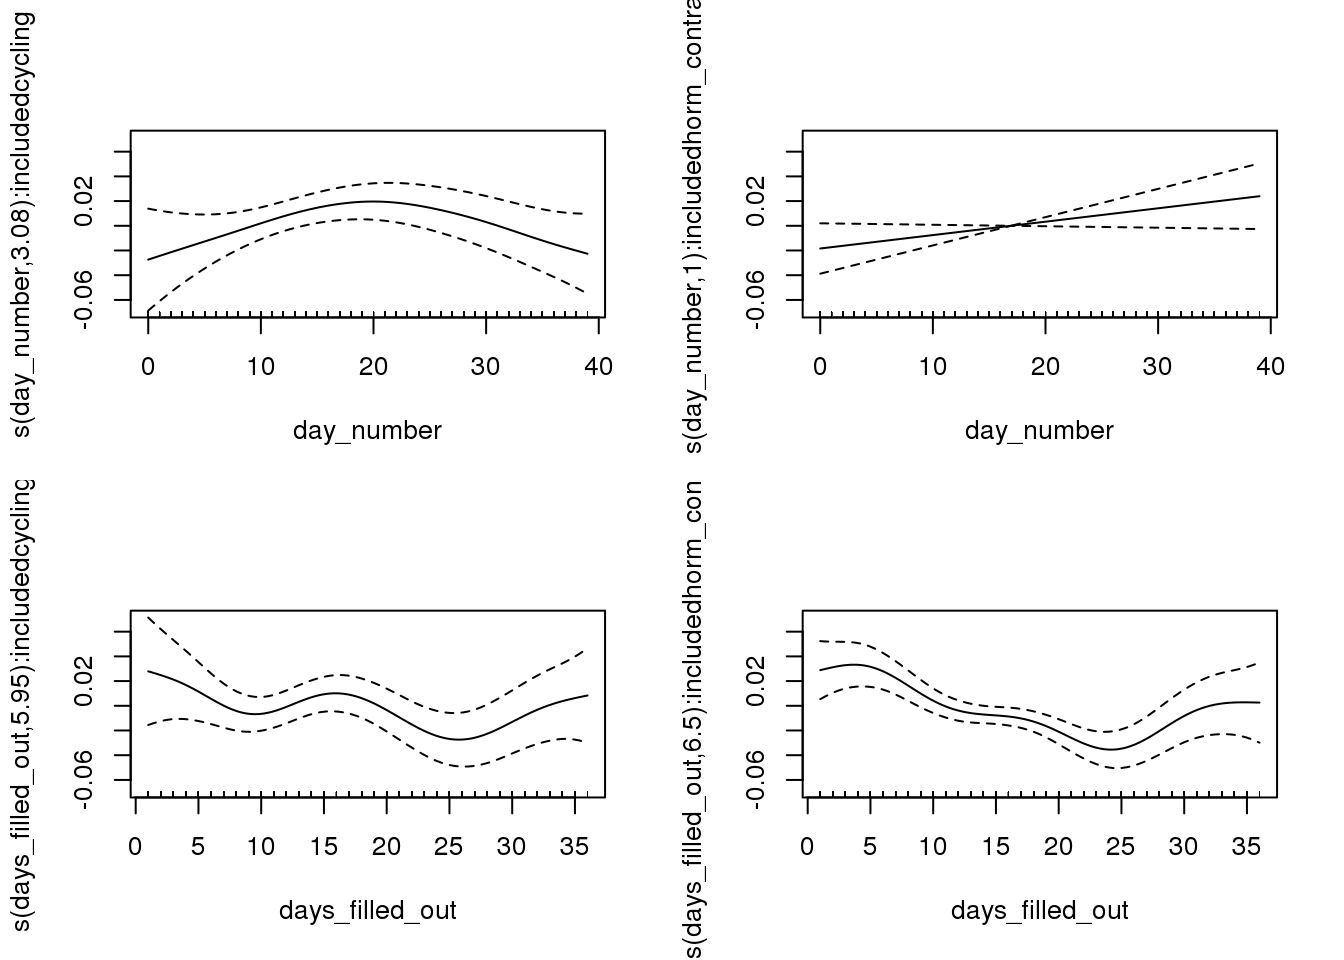 s(day_number,3.08):includedcycling
-0.06 0.02
0 10 20 30 40
day_number
s(day_number,1):includedhorm_contra
-0.06 0.02
0 10 20 30 40
day_number
s(days_filled_out,5.95):includedcycling
-0.06 0.02
0 5 10 15 20 25 30 35
days_filled_out
s(days_filled_out,6.5):includedhorm_con
-0.06 0.02
0 5 10 15 20 25 30 35
days_filled_out